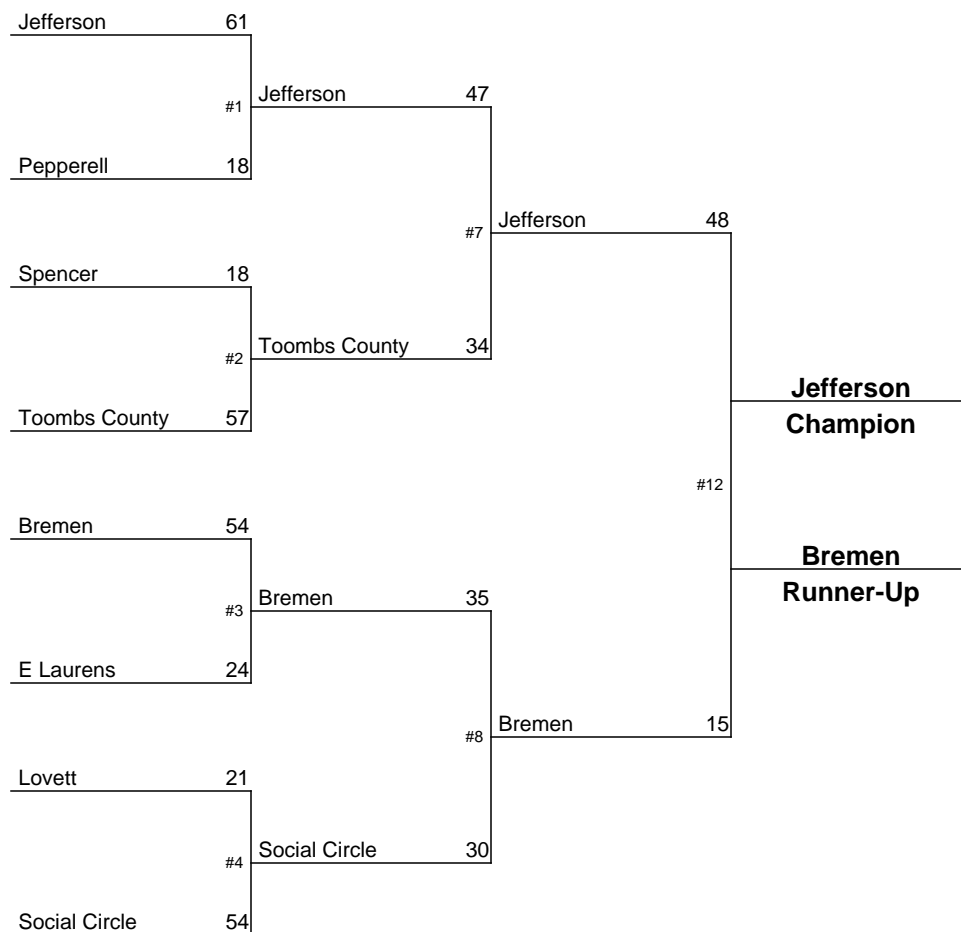 Jefferson 61
Jefferson 47
#1
Pepperell 18
Jefferson 48
#7
Spencer 18
Toombs County 34
#2
Jefferson
Toombs County 57
Champion
#12
Bremen 54
Bremen
Runner-Up
Bremen 35
#3
E Laurens 24
Bremen 15
#8
Lovett 21
Social Circle 30
#4
Social Circle 54